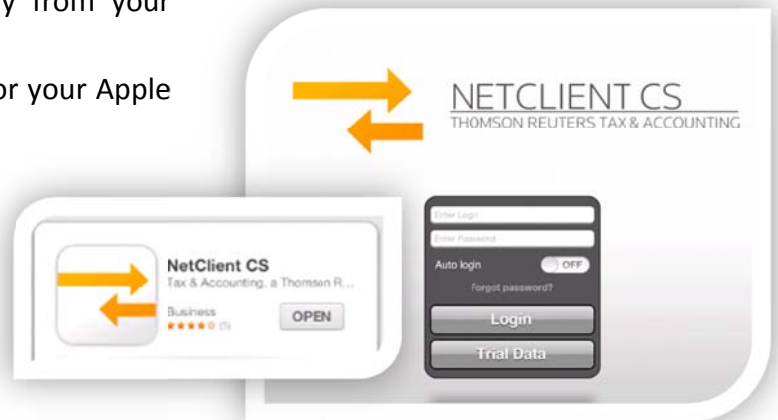 y from your
or your Apple
NETCLIENT CS
THOMSON REUTERS TAX & ACCOUNTING
Enter Login
Enter Password
Auto login OFF
Forgot password?
Login
Trial Data
NetClient CS
Tax & Accounting, a Thomson R...
Business
OPEN